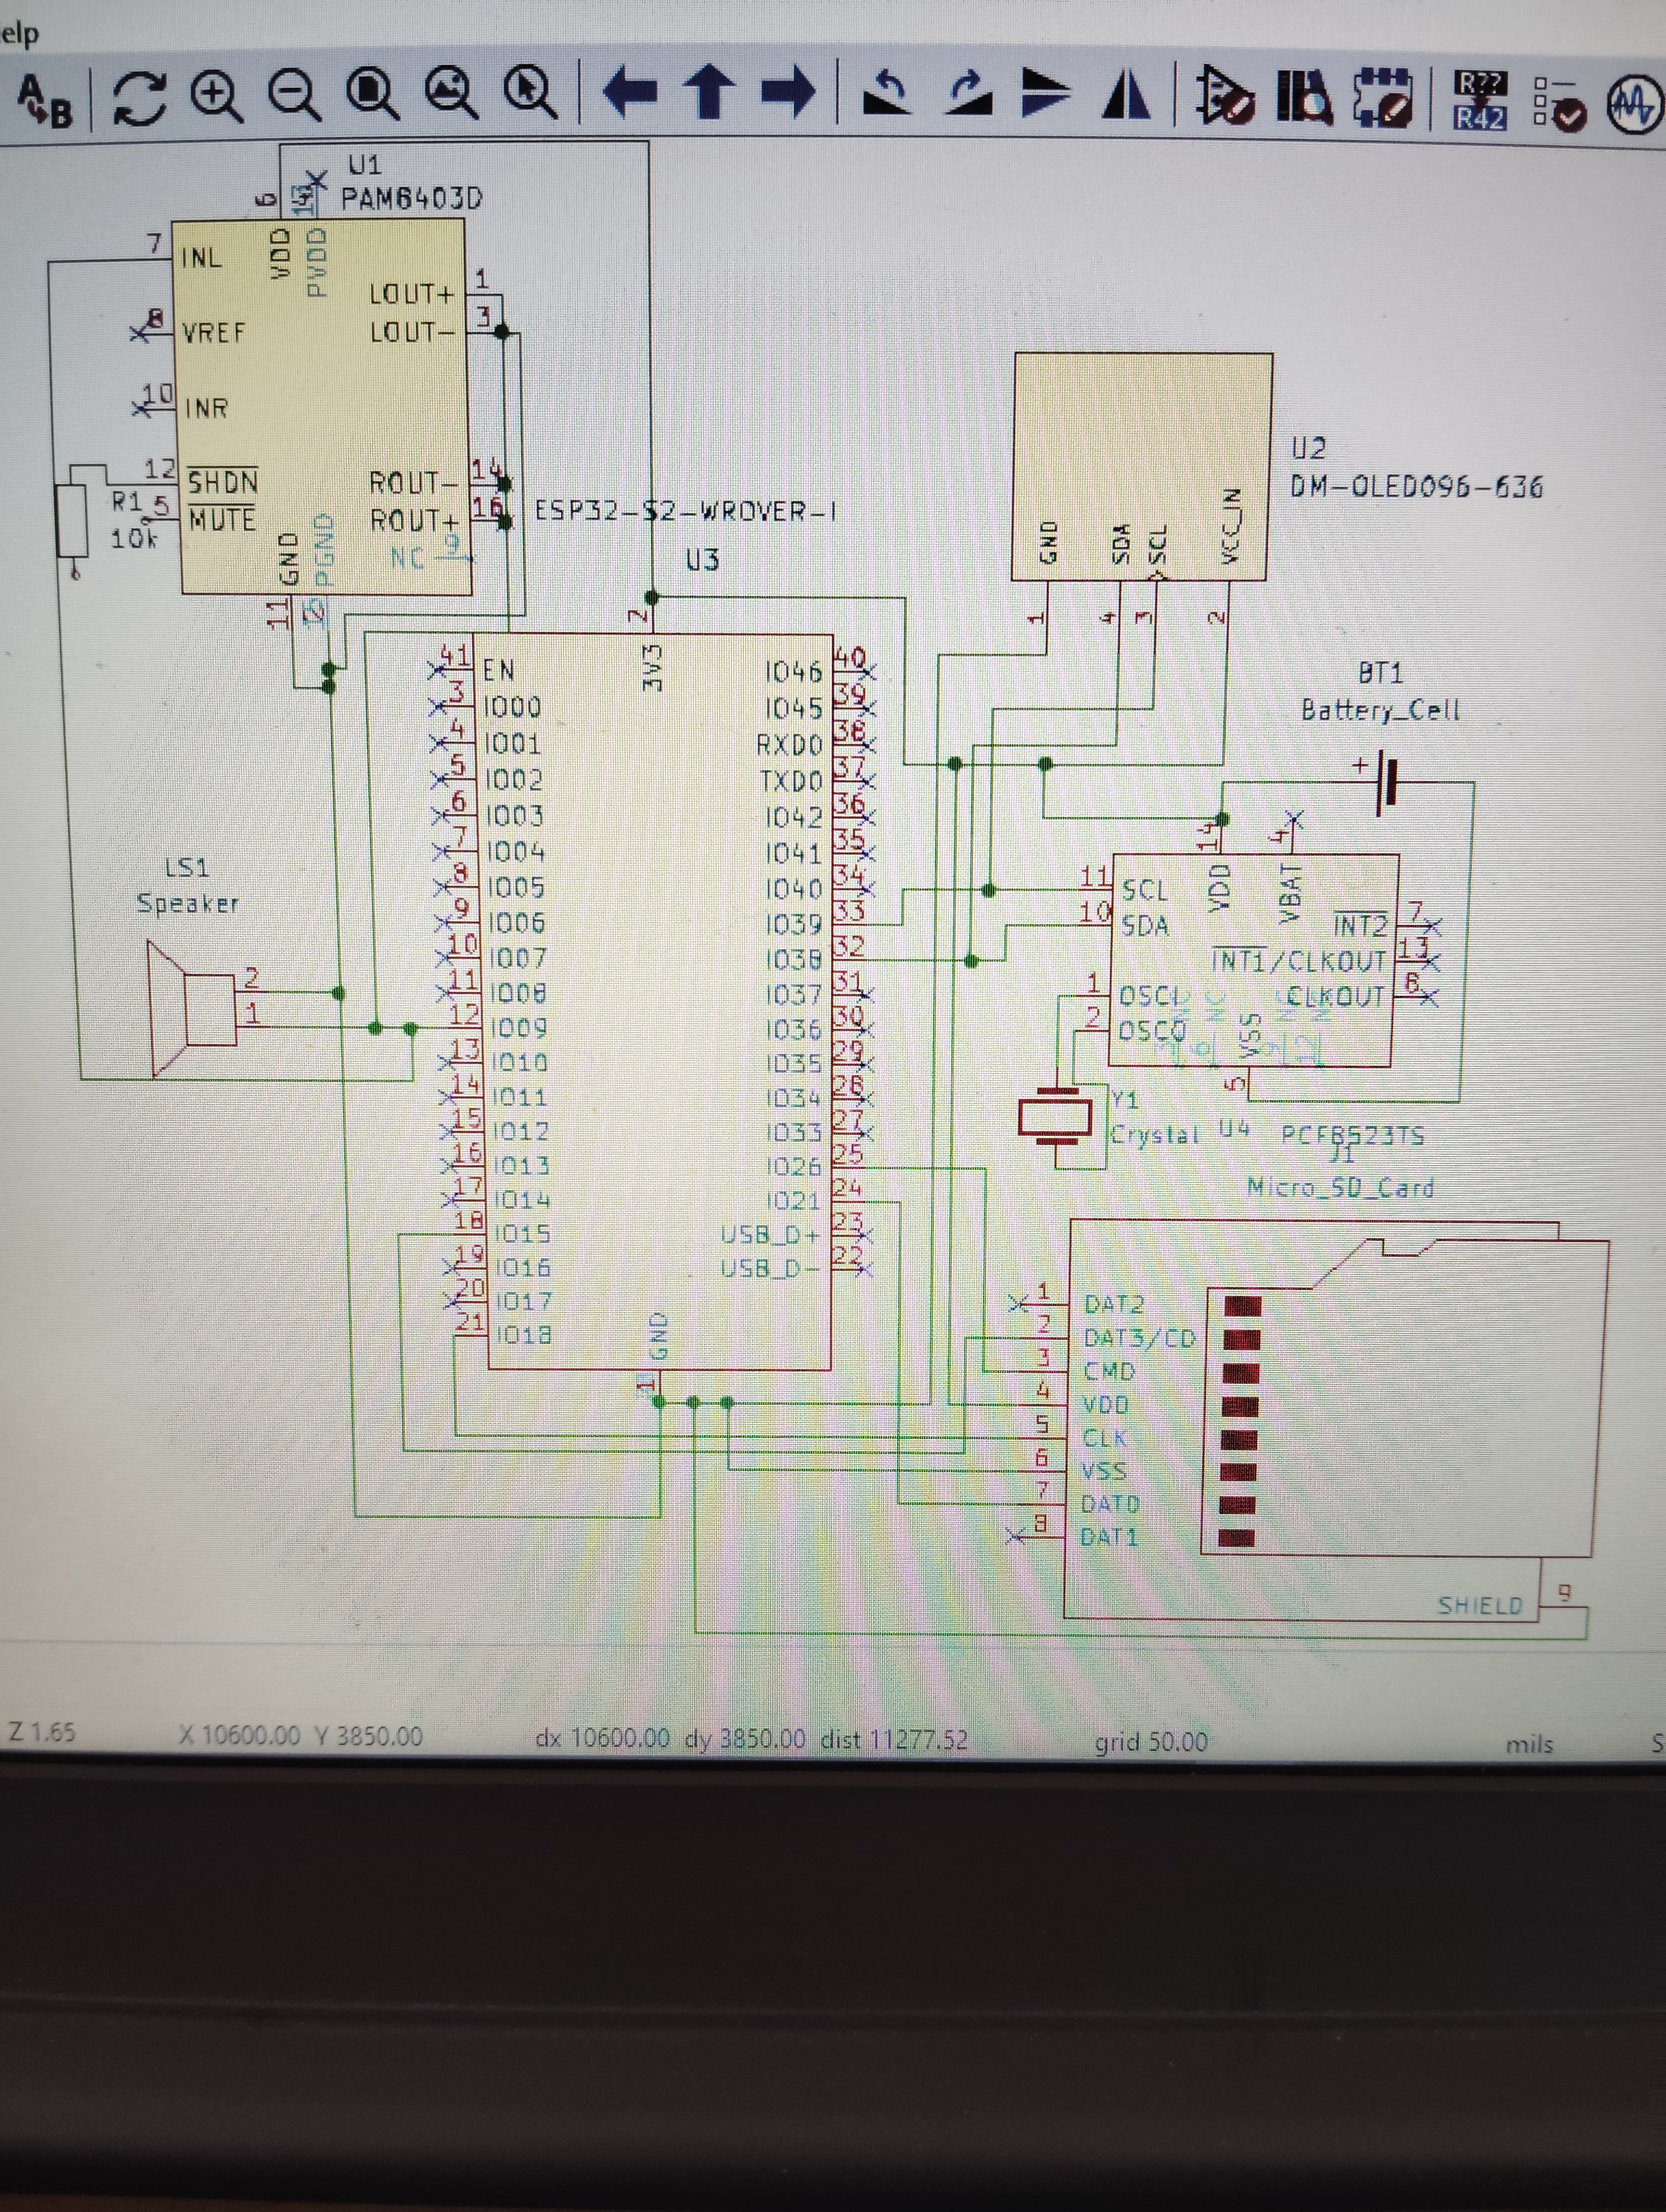 elp
A B
R??
R42
U1
PAM8403D
6
7
INL
VDD
PVDD
LOUT+
1
LOUT-
3
8
VREF
10
INR
12
SHDN
ROUT-
14
R1
5
MUTE
ROUT+
16
10k
NC
9
GND
PGND
11
ESP32-S2-WROVER-I
U3
2
3V3
U2
DM-OLED096-636
GND
SDA
SCL
VCC_IN
1
4
3
2
BT1
Battery_Cell
+
41 EN
3 IO00
4 IO01
5 IO02
6 IO03
7 IO04
8 IO05
9 IO06
10 IO07
11 IO08
12 IO09
13 IO10
14 IO11
15 IO12
16 IO13
17 IO14
18 IO15
19 IO16
20 IO17
21 IO18
IO46 40
IO45 39
RXD0 38
TXD0 37
IO42 36
IO41 35
IO40 34
IO39 33
IO38 32
IO37 31
IO36 30
IO35 29
IO34 28
IO33 27
IO26 25
IO21 24
USB_D+ 23
USB_D- 22
GND
1
LS1
Speaker
2
1
14
4
11 SCL
10 SDA
VDD
VBAT
INT2 7
INT1/CLKOUT 13
1 OSCI
CLKOUT 8
2 OSCO
VSS
5
Y1
Crystal
U4
PCF8523TS
J1
Micro_SD_Card
1 DAT2
2 DAT3/CD
3 CMD
4 VDD
5 CLK
6 VSS
7 DAT0
8 DAT1
SHIELD
9
Z 1.65
X 10600.00 Y 3850.00
dx 10600.00 dy 3850.00 dist 11277.52
grid 50.00
mils